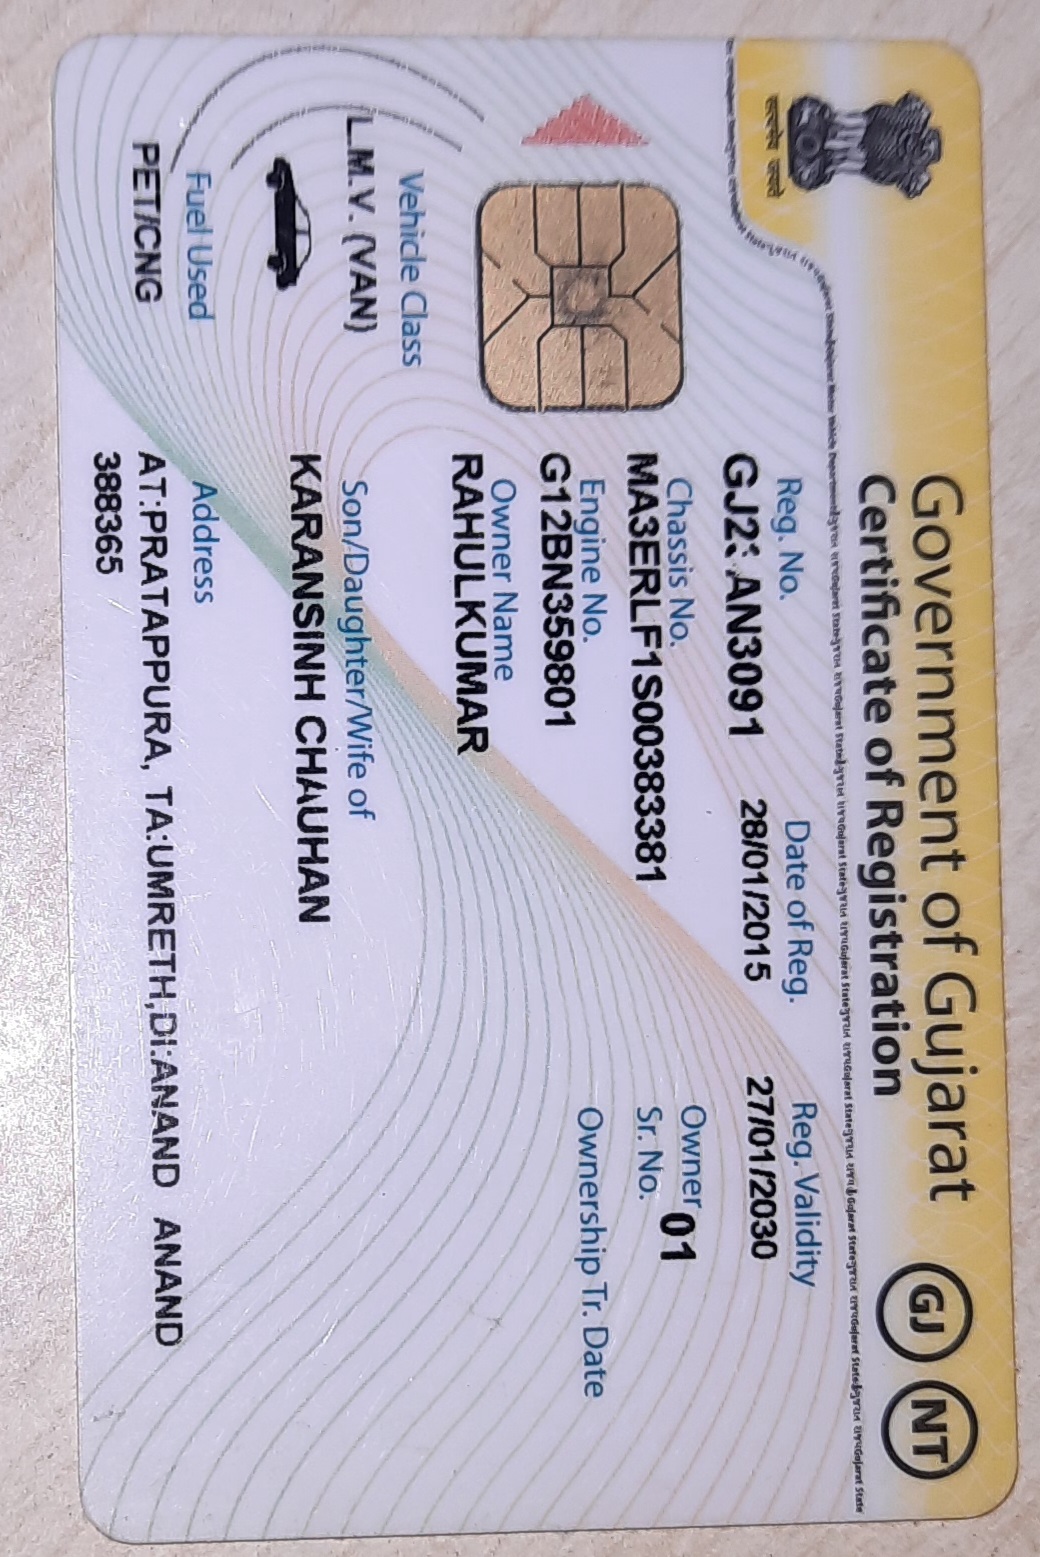 सत्यमेव जयते
Government of Gujarat
Certificate of Registration
GJ
NT
Reg. No.
Date of Reg.
Reg. Validity
AN3091
28/01/2015
27/01/2030
Chassis No.
Owner
Sr. No.
01
MA3ERLF1S00383381
Engine No.
Ownership Tr. Date
G12BN359801
Owner Name
RAHULKUMAR
Vehicle Class
L.M.V. (VAN)
Son/Daughter/Wife of
KARANSINH CHAUHAN
Fuel Used
PET/CNG
Address
AT:PRATAPPURA, TA:UMRETH,DI:ANAND ANAND
388365